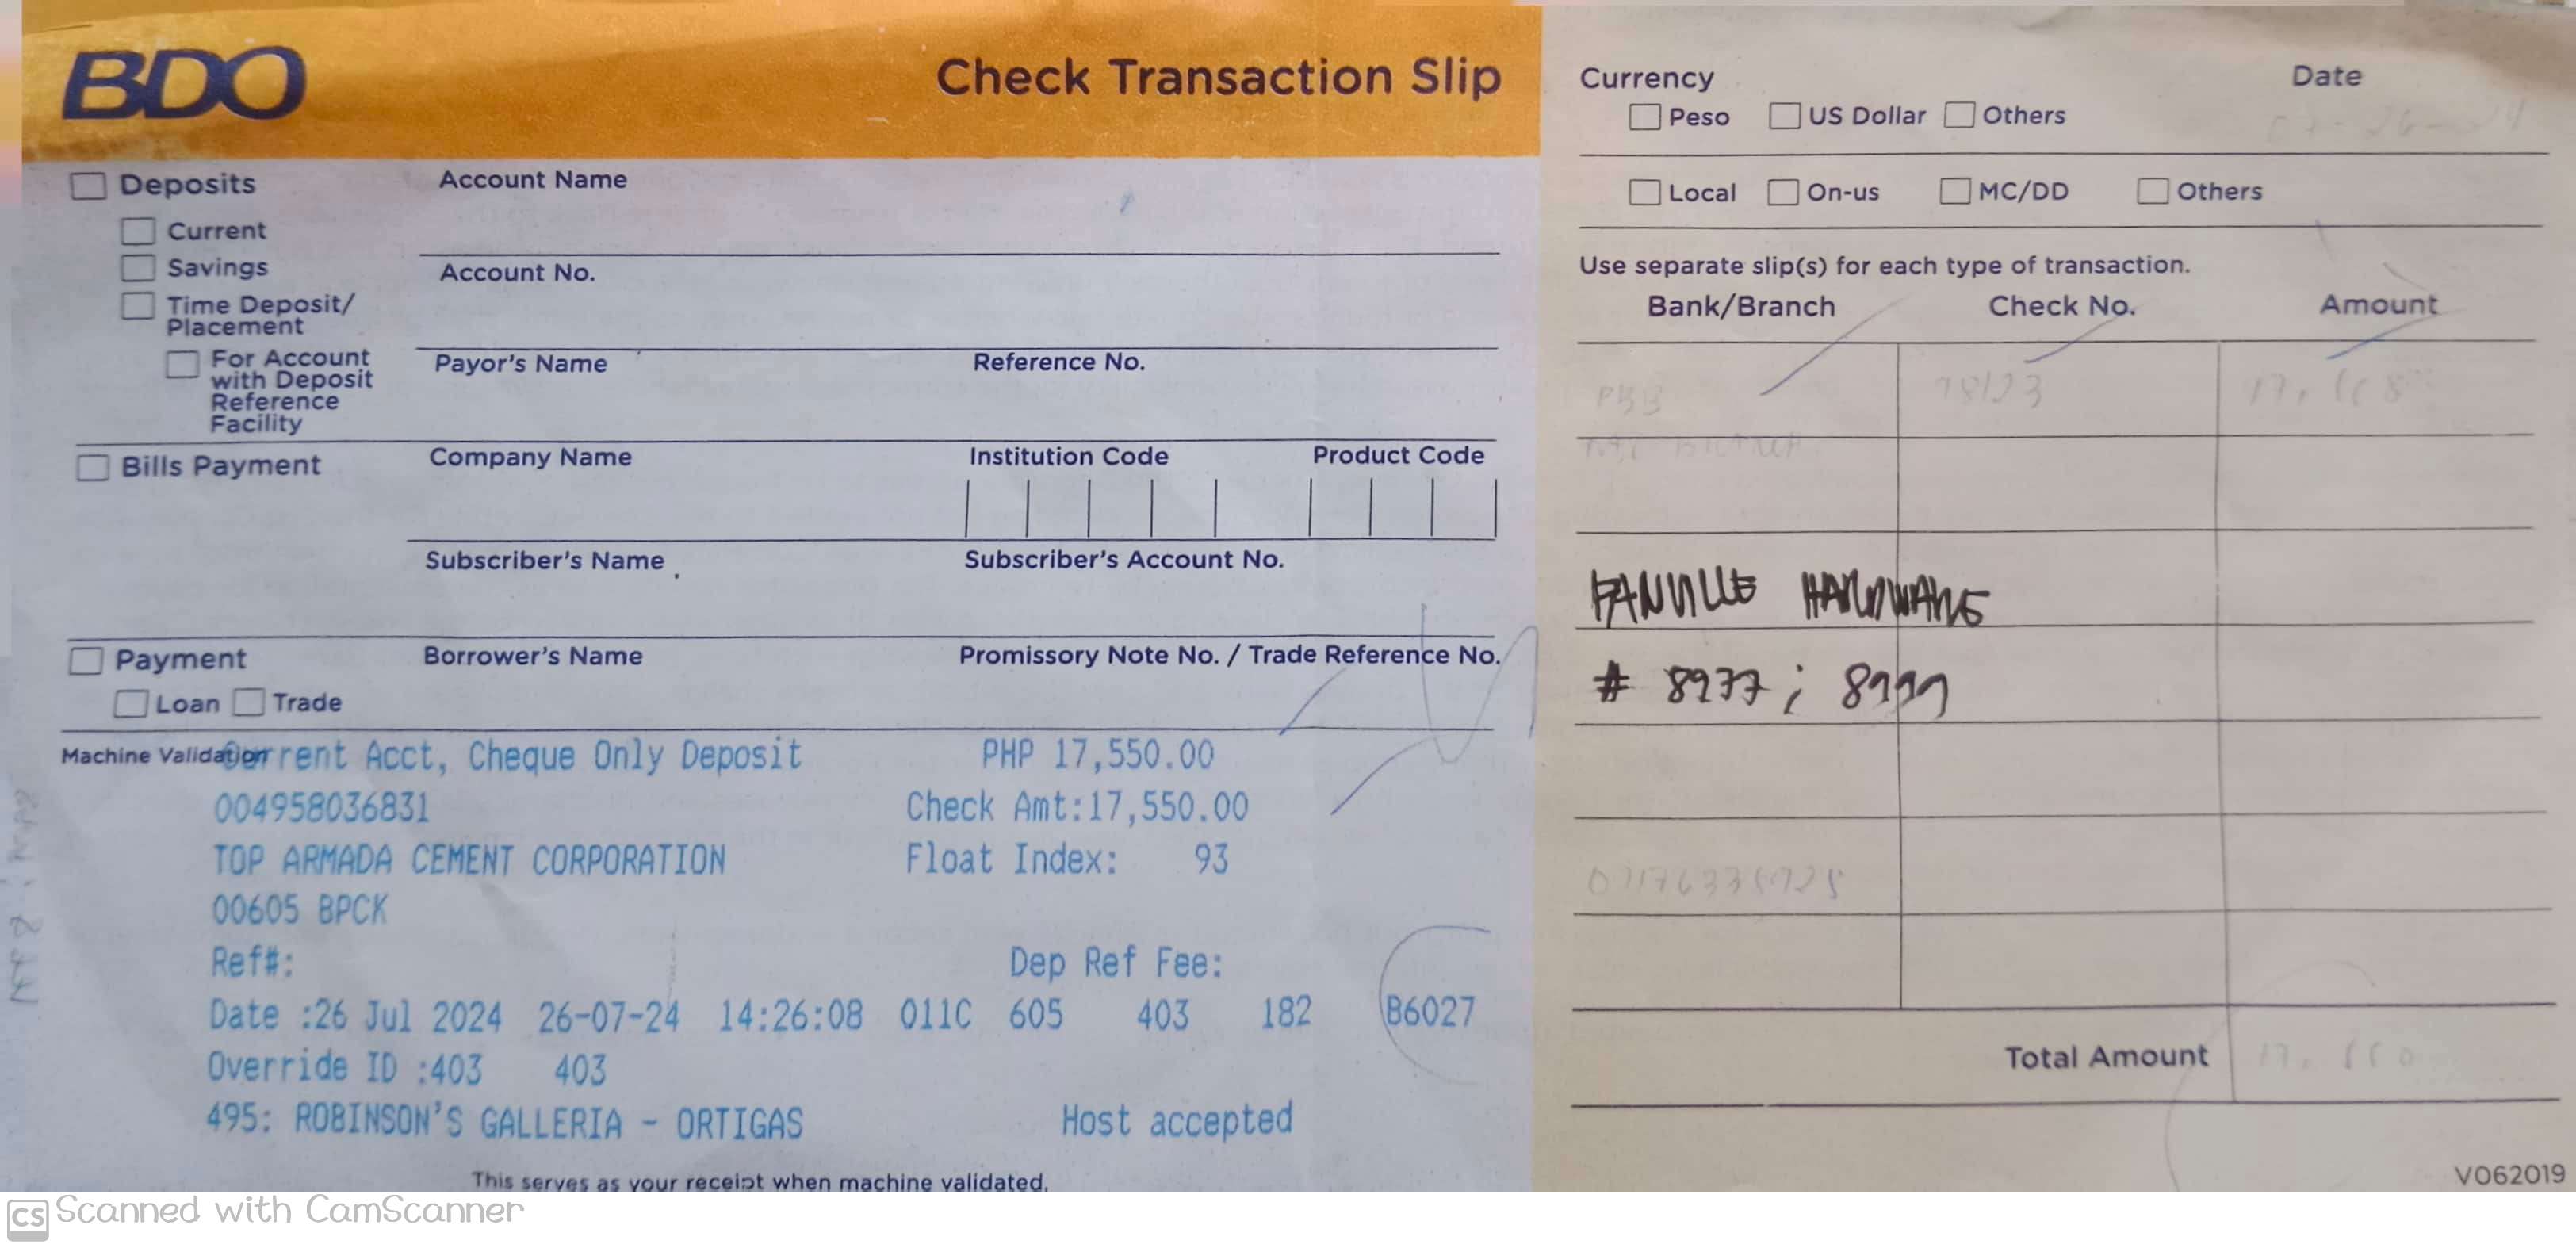 BDO
Check Transaction Slip
Currency
Date
Peso US Dollar Others
Local On-us MC/DD Others
Deposits
Current
Savings
Time Deposit/
Placement
For Account
with Deposit
Reference
Facility
Account Name
Account No.
Payor's Name Reference No.
Bills Payment
Company Name Institution Code Product Code
Subscriber's Name Subscriber's Account No.
Payment
Loan Trade
Borrower's Name Promissory Note No. / Trade Reference No.
Use separate slip(s) for each type of transaction.
Bank/Branch Check No. Amount
PBB
HARDWARE
# 8977 ;
Total Amount
Machine Validation
Current Acct, Cheque Only Deposit PHP 17,550.00
004958036831 Check Amt:17,550.00
TOP ARMADA CEMENT CORPORATION Float Index: 93
00605 BPCK
Ref#: Dep Ref Fee:
Date :26 Jul 2024 26-07-24 14:26:08 011C 605 403 182 B6027
Override ID :403 403
495: ROBINSON'S GALLERIA - ORTIGAS Host accepted
This serves as your receipt when machine validated.
V062019
CS Scanned with CamScanner